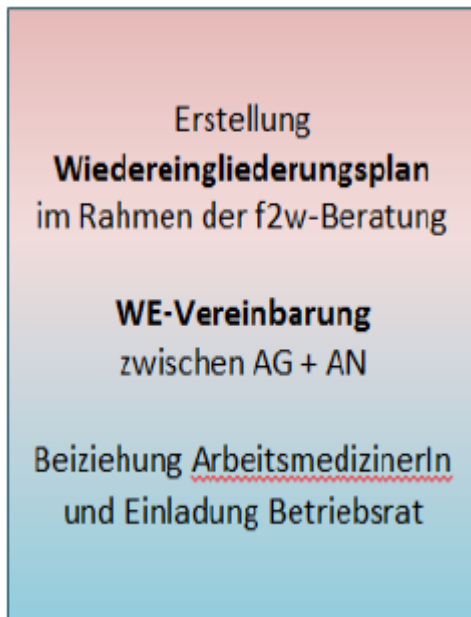 Erstellung
Wiedereingliederungsplan
im Rahmen der f2w-Beratung
WE-Vereinbarung
zwischen AG + AN
Beiziehung ArbeitsmedizinerIn
und Einladung Betriebsrat